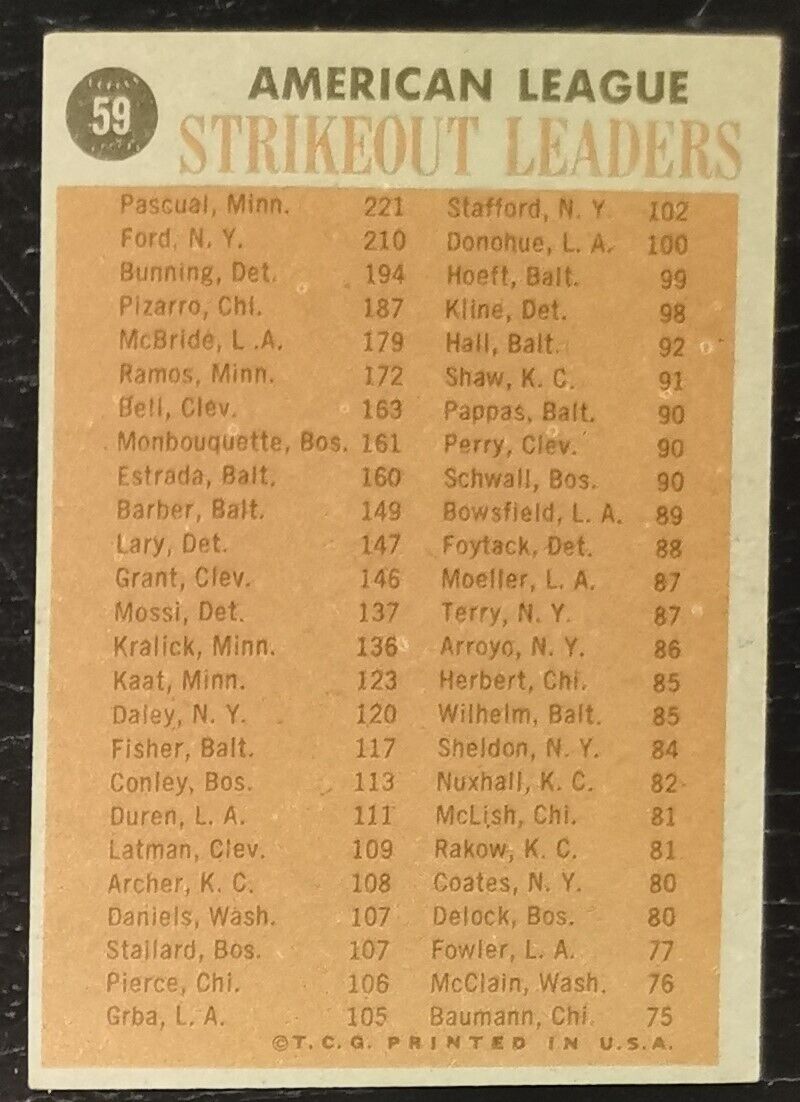 59
AMERICAN LEAGUE
STRIKEOUT LEADERS
Pascual, Minn. 221
Ford, N. Y. 210
Bunning, Det. 194
Pizarro, Chi. 187
McBride, L .A. 179
Ramos, Minn. 172
Bell, Clev. 163
Monbouquette, Bos. 161
Estrada, Balt. 160
Barber, Balt. 149
Lary, Det. 147
Grant, Clev. 146
Mossi, Det. 137
Kralick, Minn. 136
Kaat, Minn. 123
Daley, N. Y. 120
Fisher, Balt. 117
Conley, Bos. 113
Duren, L. A. 111
Latman, Clev. 109
Archer, K. C. 108
Daniels, Wash. 107
Stallard, Bos. 107
Pierce, Chi. 106
Grba, L. A. 105
Stafford, N. Y. 102
Donohue, L. A. 100
Hoeft, Balt. 99
Kline, Det. 98
Hall, Balt. 92
Shaw, K. C. 91
Pappas, Balt. 90
Perry, Clev. 90
Schwall, Bos. 90
Bowsfield, L. A. 89
Foytack, Det. 88
Moeller, L. A. 87
Terry, N. Y. 87
Arroyo, N. Y. 86
Herbert, Chi. 85
Wilhelm, Balt. 85
Sheldon, N. Y. 84
Nuxhall, K. C. 82
McLish, Chi. 81
Rakow, K. C. 81
Coates, N. Y. 80
Delock, Bos. 80
Fowler, L. A. 77
McClain, Wash. 76
Baumann, Chi. 75
©T. C. G. PRINTED IN U.S.A.